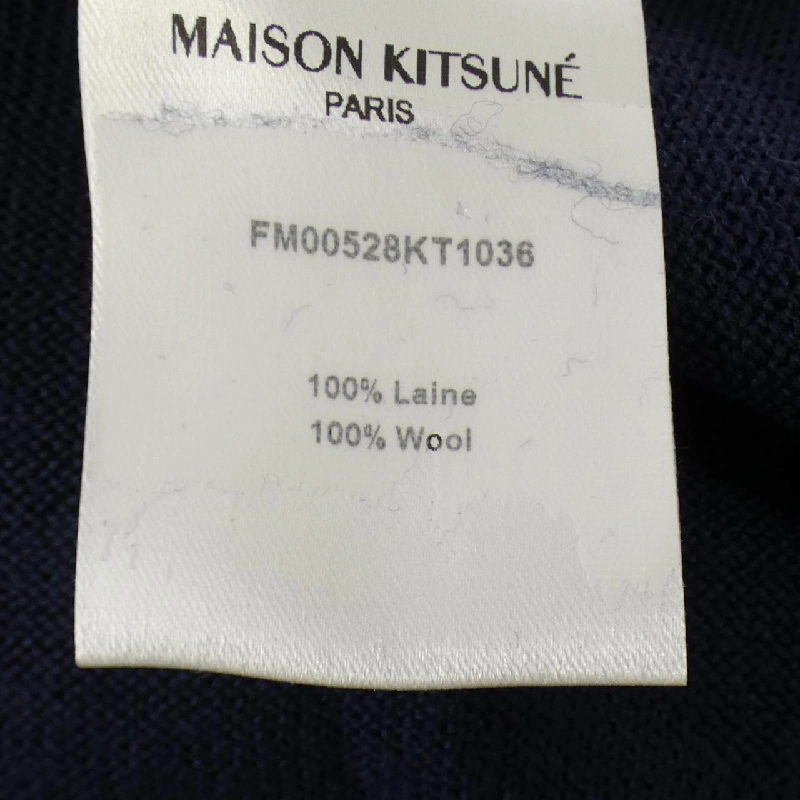 MAISON KITSUNÉ
PARIS
FM00528KT1036
100% Laine
100% Wool